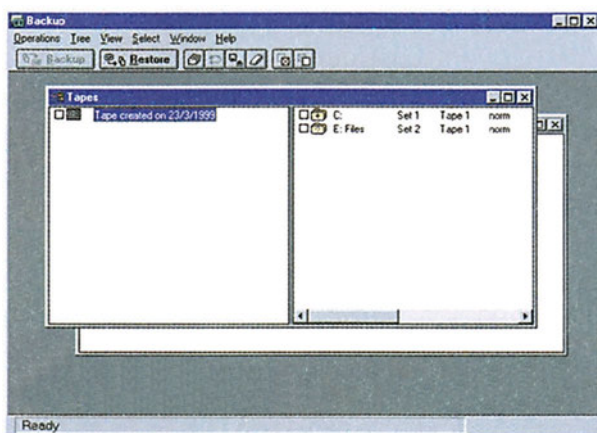 Backup
Operations Tree View Select Window Help
Backup Restore
Tapes
Tape created on 23/3/1999
C: Set 1 Tape 1 norm
E: Files Set 2 Tape 1 norm
Ready